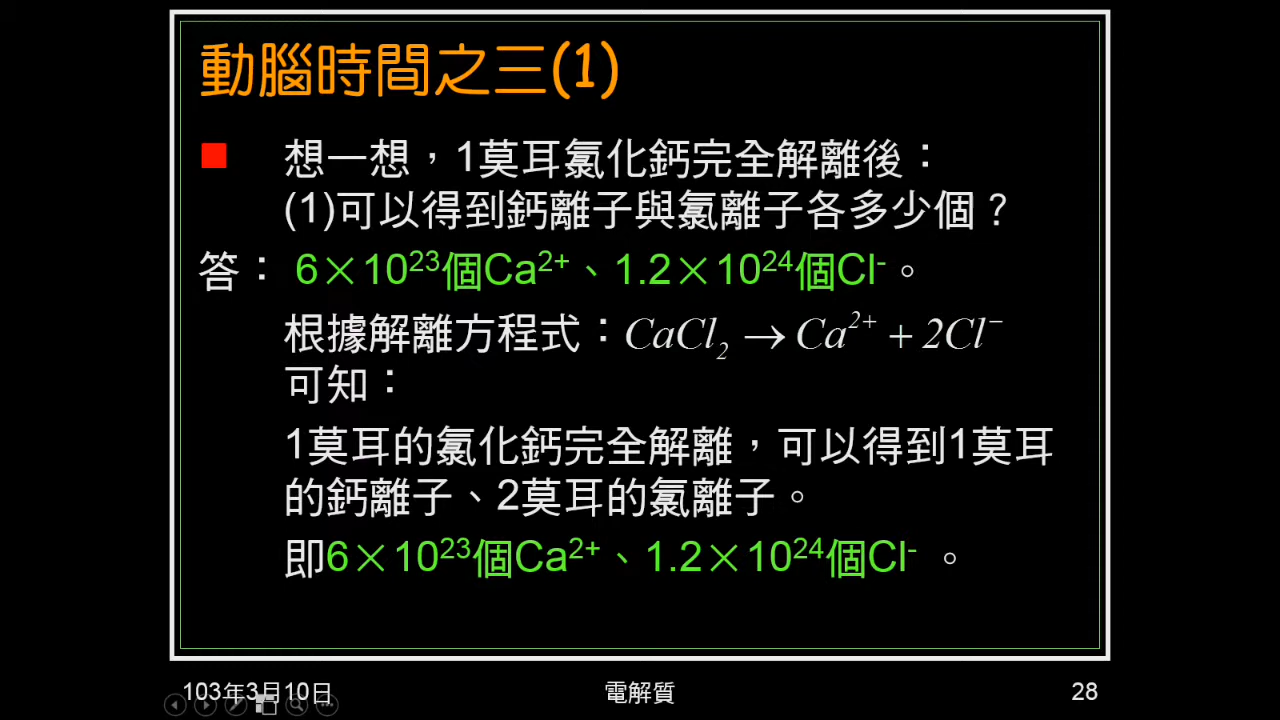 動腦時間之三(1)
想一想，1莫耳氯化鈣完全解離後：
(1)可以得到鈣離子與氯離子各多少個？
答： 6×10²³個Ca²⁺、1.2×10²⁴個Cl⁻。
根據解離方程式：CaCl₂ → Ca²⁺ + 2Cl⁻
可知：
1莫耳的氯化鈣完全解離，可以得到1莫耳
的鈣離子、2莫耳的氯離子。
即6×10²³個Ca²⁺、1.2×10²⁴個Cl⁻ 。
103年3月10日
電解質
28